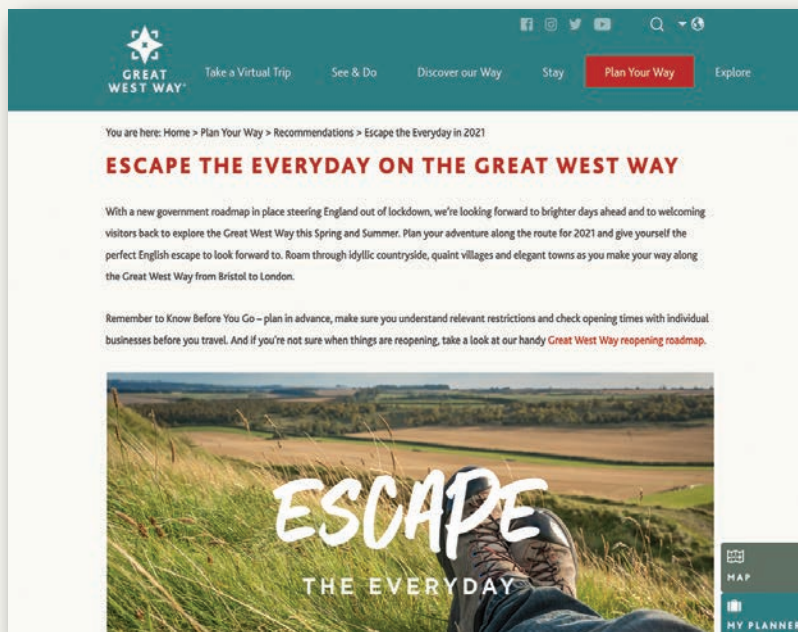 GREAT
WEST WAY®
Take a Virtual Trip
See & Do
Discover our Way
Stay
Plan Your Way
Explore
You are here: Home > Plan Your Way > Recommendations > Escape the Everyday in 2021
ESCAPE THE EVERYDAY ON THE GREAT WEST WAY
With a new government roadmap in place steering England out of lockdown, we're looking forward to brighter days ahead and to welcoming
visitors back to explore the Great West Way this Spring and Summer. Plan your adventure along the route for 2021 and give yourself the
perfect English escape to look forward to. Roam through idyllic countryside, quaint villages and elegant towns as you make your way along
the Great West Way from Bristol to London.
Remember to Know Before You Go – plan in advance, make sure you understand relevant restrictions and check opening times with individual
businesses before you travel. And if you're not sure when things are reopening, take a look at our handy Great West Way reopening roadmap.
ESCAPE
THE EVERYDAY
MAP
MY PLANNER